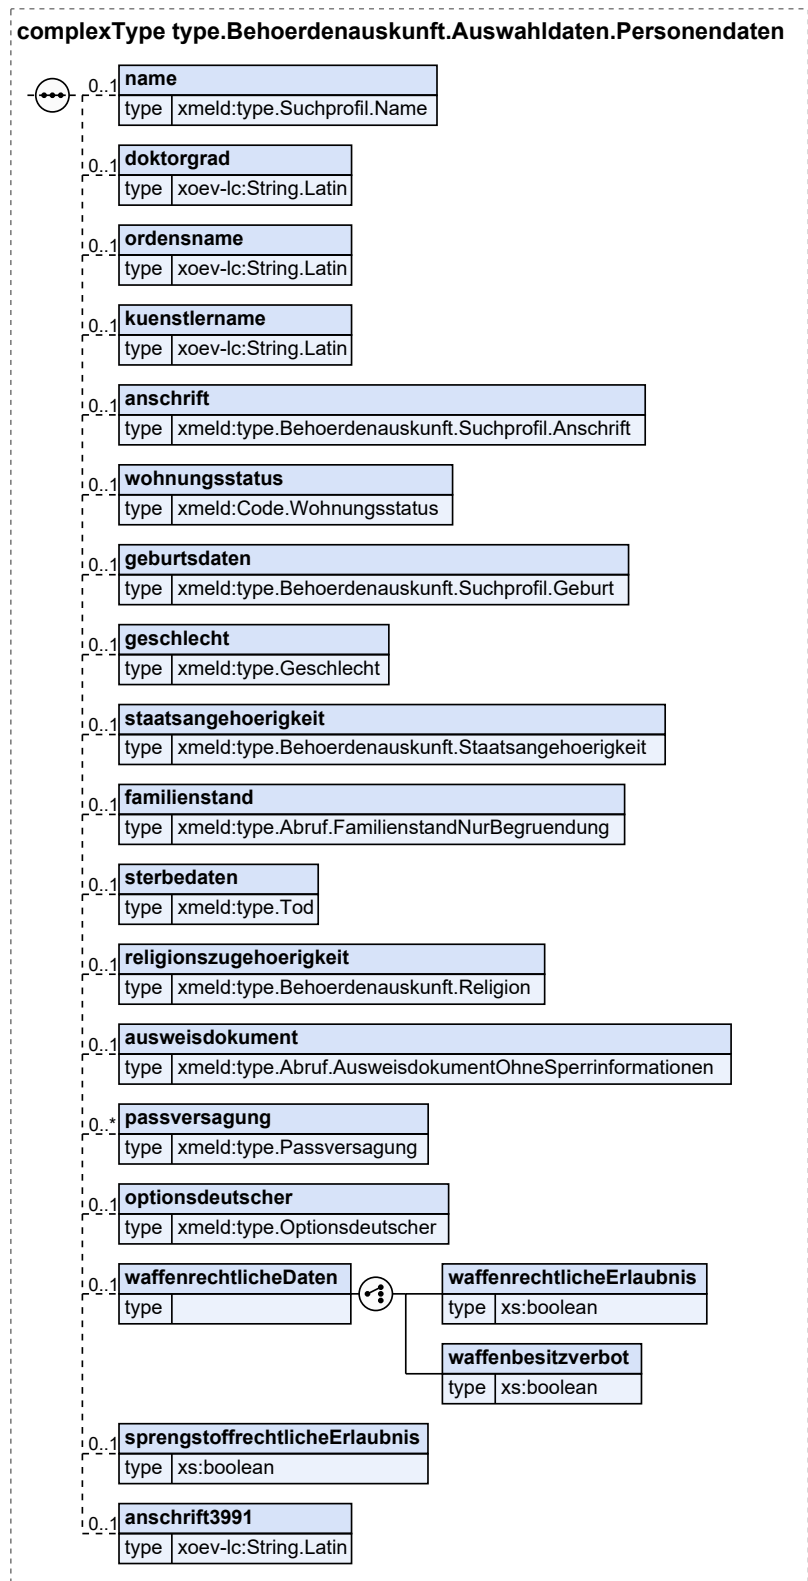 complexType type.Behoerdenauskunft.Auswahldaten.Personendaten
0..1 name
type xmeld:type.Suchprofil.Name
0..1 doktorgrad
type xoev-lc:String.Latin
0..1 ordensname
type xoev-lc:String.Latin
0..1 kuenstlername
type xoev-lc:String.Latin
0..1 anschrift
type xmeld:type.Behoerdenauskunft.Suchprofil.Anschrift
0..1 wohnungsstatus
type xmeld:Code.Wohnungsstatus
0..1 geburtsdaten
type xmeld:type.Behoerdenauskunft.Suchprofil.Geburt
0..1 geschlecht
type xmeld:type.Geschlecht
0..1 staatsangehoerigkeit
type xmeld:type.Behoerdenauskunft.Staatsangehoerigkeit
0..1 familienstand
type xmeld:type.Abruf.FamilienstandNurBegruendung
0..1 sterbedaten
type xmeld:type.Tod
0..1 religionszugehoerigkeit
type xmeld:type.Behoerdenauskunft.Religion
0..1 ausweisdokument
type xmeld:type.Abruf.AusweisdokumentOhneSperrinformationen
0..* passversagung
type xmeld:type.Passversagung
0..1 optionsdeutscher
type xmeld:type.Optionsdeutscher
0..1 waffenrechtlicheDaten waffenrechtlicheErlaubnis
type type xs:boolean
waffenbesitzverbot
type xs:boolean
0..1 sprengstoffrechtlicheErlaubnis
type xs:boolean
0..1 anschrift3991
type xoev-lc:String.Latin